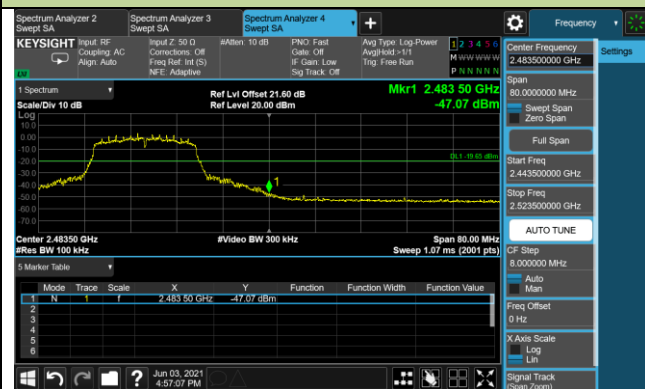 Spectrum Analyzer 2
Swept SA
Spectrum Analyzer 3
Swept SA
Spectrum Analyzer 4
Swept SA
Frequency
KEYSIGHT
Input: RF
Coupling: AC
Align: Auto
Input Z: 50 Ω
Corrections: Off
Freq Ref: Int (S)
NFE: Adaptive
#Atten: 10 dB
PNO: Fast
Gate: Off
IF Gain: Low
Sig Track: Off
Avg Type: Log-Power
Avg|Hold:>1/1
Trig: Free Run
1 2 3 4 5 6
M W W W W W
P N N N N N
Center Frequency
2.483500000 GHz
Settings
Span
80.0000000 MHz
Swept Span
Zero Span
Full Span
Start Freq
2.443500000 GHz
Stop Freq
2.523500000 GHz
AUTO TUNE
CF Step
8.000000 MHz
Auto
Man
Freq Offset
0 Hz
X Axis Scale
Log
Lin
Signal Track
(Span Zoom)
1 Spectrum
Scale/Div 10 dB
Log
Ref Lvl Offset 21.60 dB
Ref Level 20.00 dBm
Mkr1 2.483 50 GHz
-47.07 dBm
10.0
0.00
-10.0
-20.0
-30.0
-40.0
-50.0
-60.0
-70.0
DL1 -19.65 dBm
1
Center 2.48350 GHz
#Res BW 100 kHz
#Video BW 300 kHz
Span 80.00 MHz
Sweep 1.07 ms (2001 pts)
5 Marker Table
Mode Trace Scale X Y Function Function Width Function Value
1 N 1 f 2.483 50 GHz -47.07 dBm
2
3
4
5
6
Jun 03, 2021
4:57:07 PM